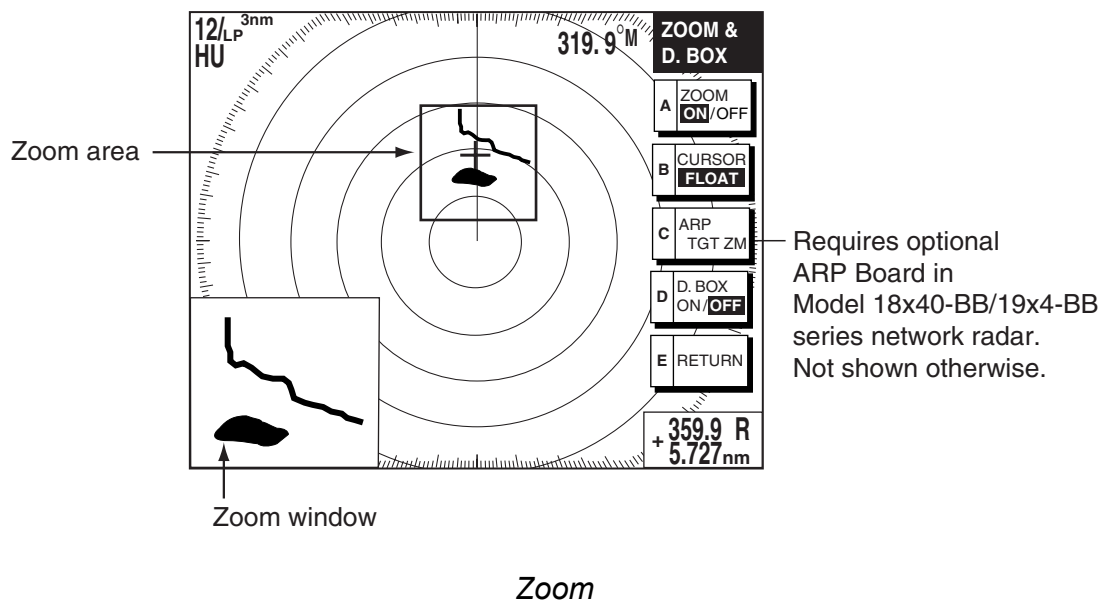 12/LP 3nm
HU
319.9°M
ZOOM &
D. BOX
A ZOOM
ON/OFF
B CURSOR
FLOAT
C ARP
TGT ZM
D D. BOX
ON/OFF
E RETURN
+ 359.9 R
5.727nm
Zoom area
Requires optional
ARP Board in
Model 18x40-BB/19x4-BB
series network radar.
Not shown otherwise.
Zoom window
Zoom